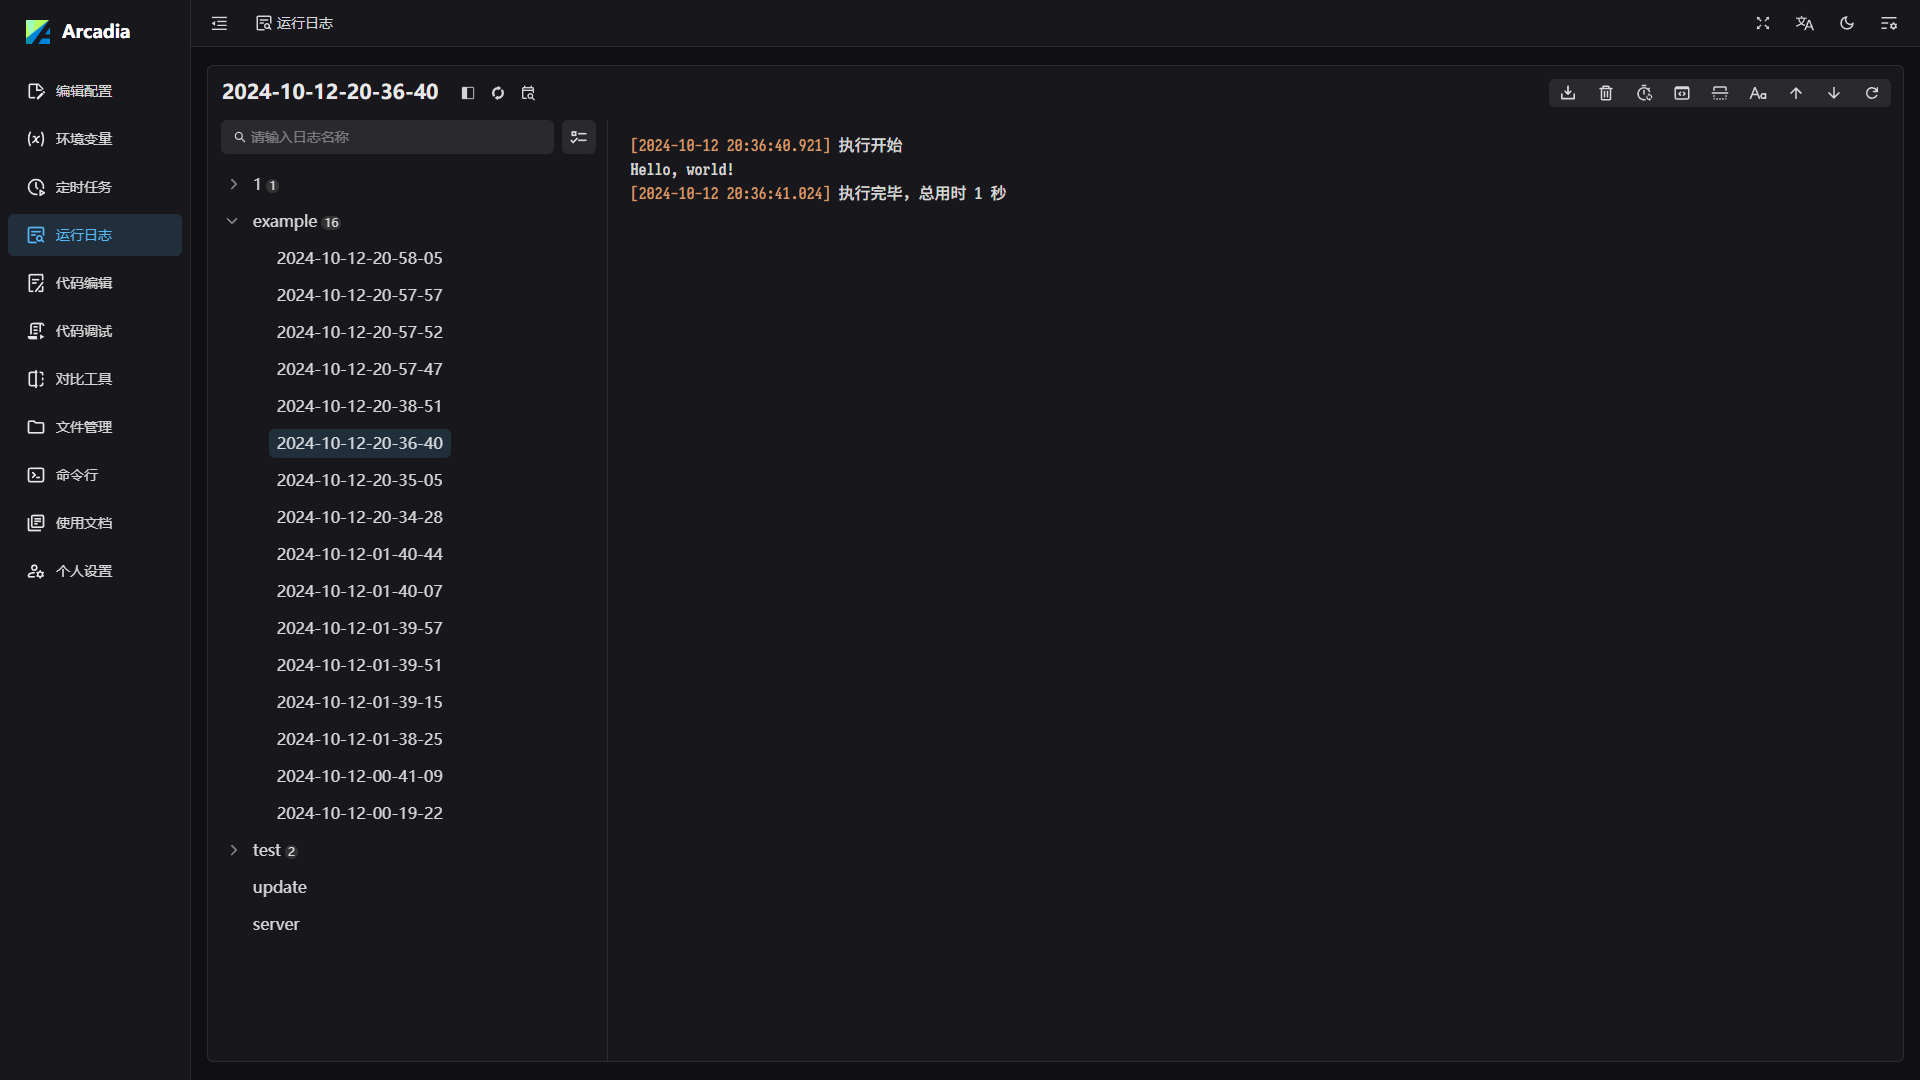 Arcadia
编辑配置
环境变量
定时任务
运行日志
代码编辑
代码调试
对比工具
文件管理
命令行
使用文档
个人设置
运行日志
2024-10-12-20-36-40
请输入日志名称
1 1
example 16
2024-10-12-20-58-05
2024-10-12-20-57-57
2024-10-12-20-57-52
2024-10-12-20-57-47
2024-10-12-20-38-51
2024-10-12-20-36-40
2024-10-12-20-35-05
2024-10-12-20-34-28
2024-10-12-01-40-44
2024-10-12-01-40-07
2024-10-12-01-39-57
2024-10-12-01-39-51
2024-10-12-01-39-15
2024-10-12-01-38-25
2024-10-12-00-41-09
2024-10-12-00-19-22
test 2
update
server
Aa
[2024-10-12 20:36:40.921] 执行开始
Hello, world!
[2024-10-12 20:36:41.024] 执行完毕，总用时 1 秒